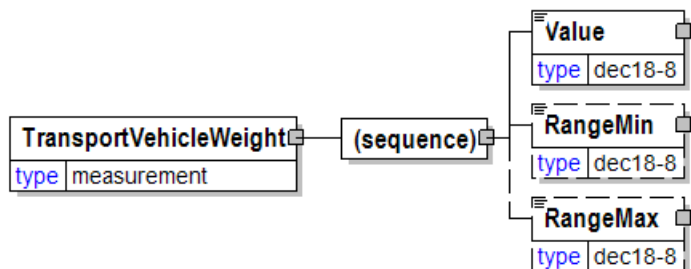 Value
type dec18-8
TransportVehicleWeight
type measurement
(sequence)
RangeMin
type dec18-8
RangeMax
type dec18-8